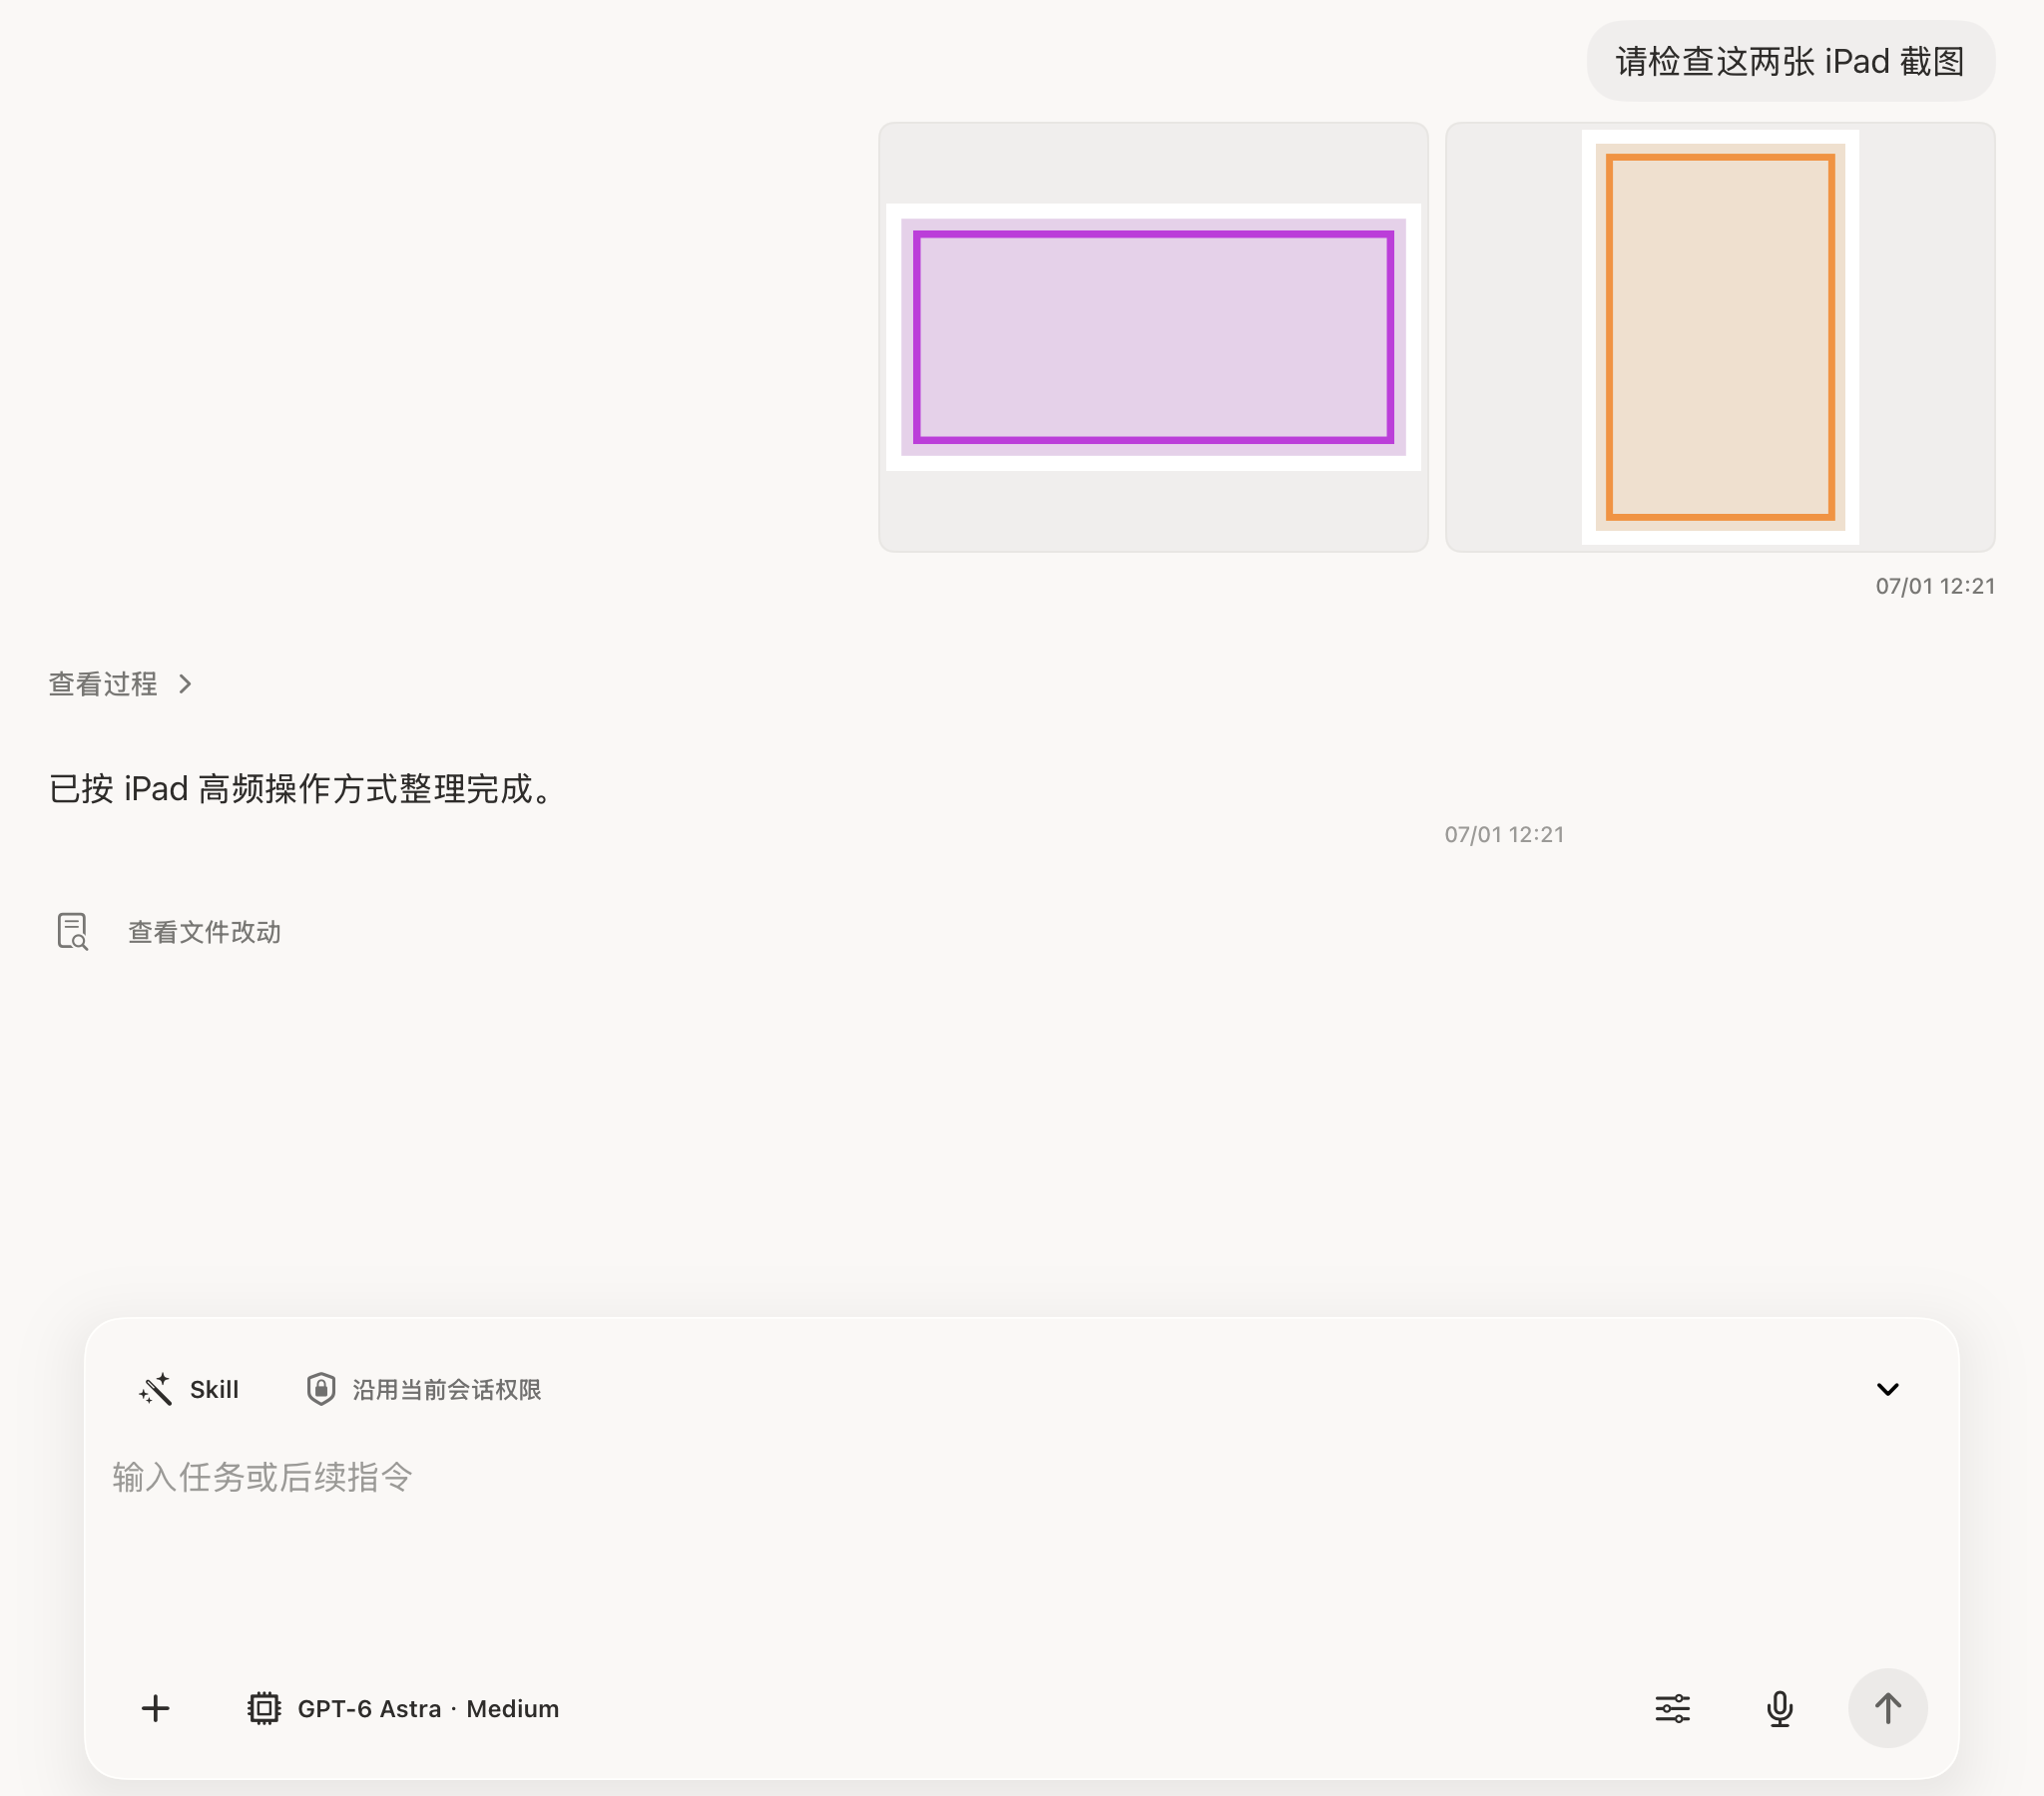 请检查这两张 iPad 截图
07/01 12:21
查看过程
已按 iPad 高频操作方式整理完成。
07/01 12:21
查看文件改动
Skill
沿用当前会话权限
输入任务或后续指令
GPT-6 Astra · Medium